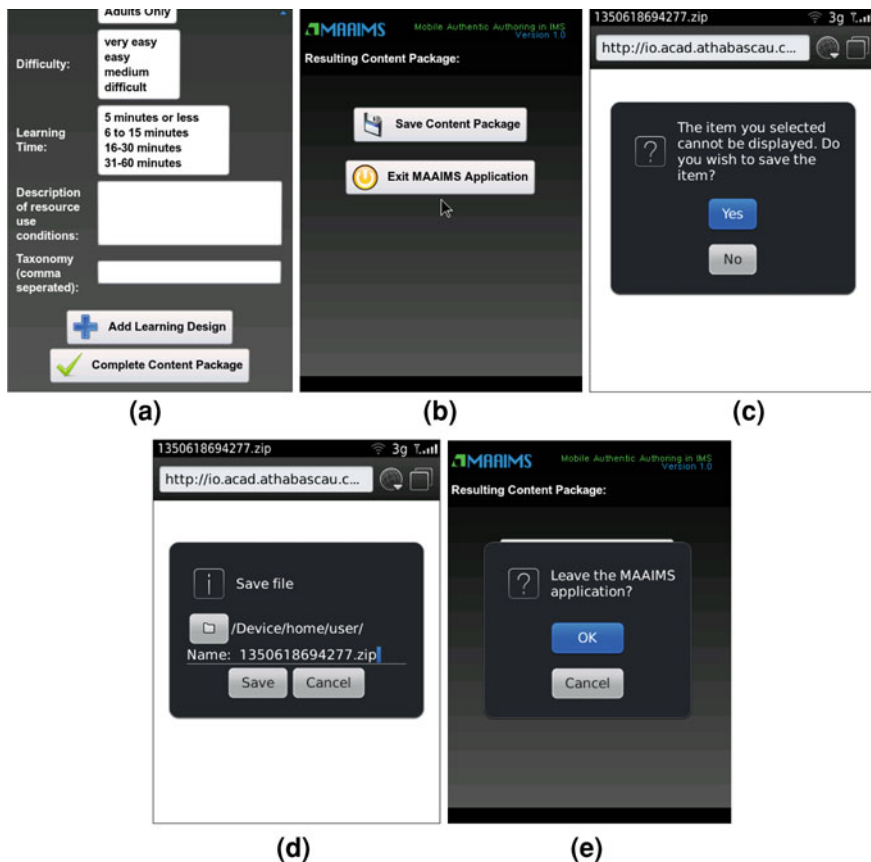 Adults Only
Difficulty:
very easy
easy
medium
difficult
Learning
Time:
5 minutes or less
6 to 15 minutes
16-30 minutes
31-60 minutes
Description
of resource
use
conditions:
Taxonomy
(comma
seperated):
Add Learning Design
Complete Content Package
(a)
MAAIMS
Mobile Authentic Authoring in IMS
Version 1.0
Resulting Content Package:
Save Content Package
Exit MAAIMS Application
(b)
1350618694277.zip 3g
http://io.acad.athabascau.c...
The item you selected
cannot be displayed. Do
you wish to save the
item?
Yes
No
(c)
1350618694277.zip 3g
http://io.acad.athabascau.c...
Save file
/Device/home/user/
Name: 1350618694277.zip
Save Cancel
(d)
MAAIMS
Mobile Authentic Authoring in IMS
Version 1.0
Resulting Content Package:
Leave the MAAIMS
application?
OK
Cancel
(e)